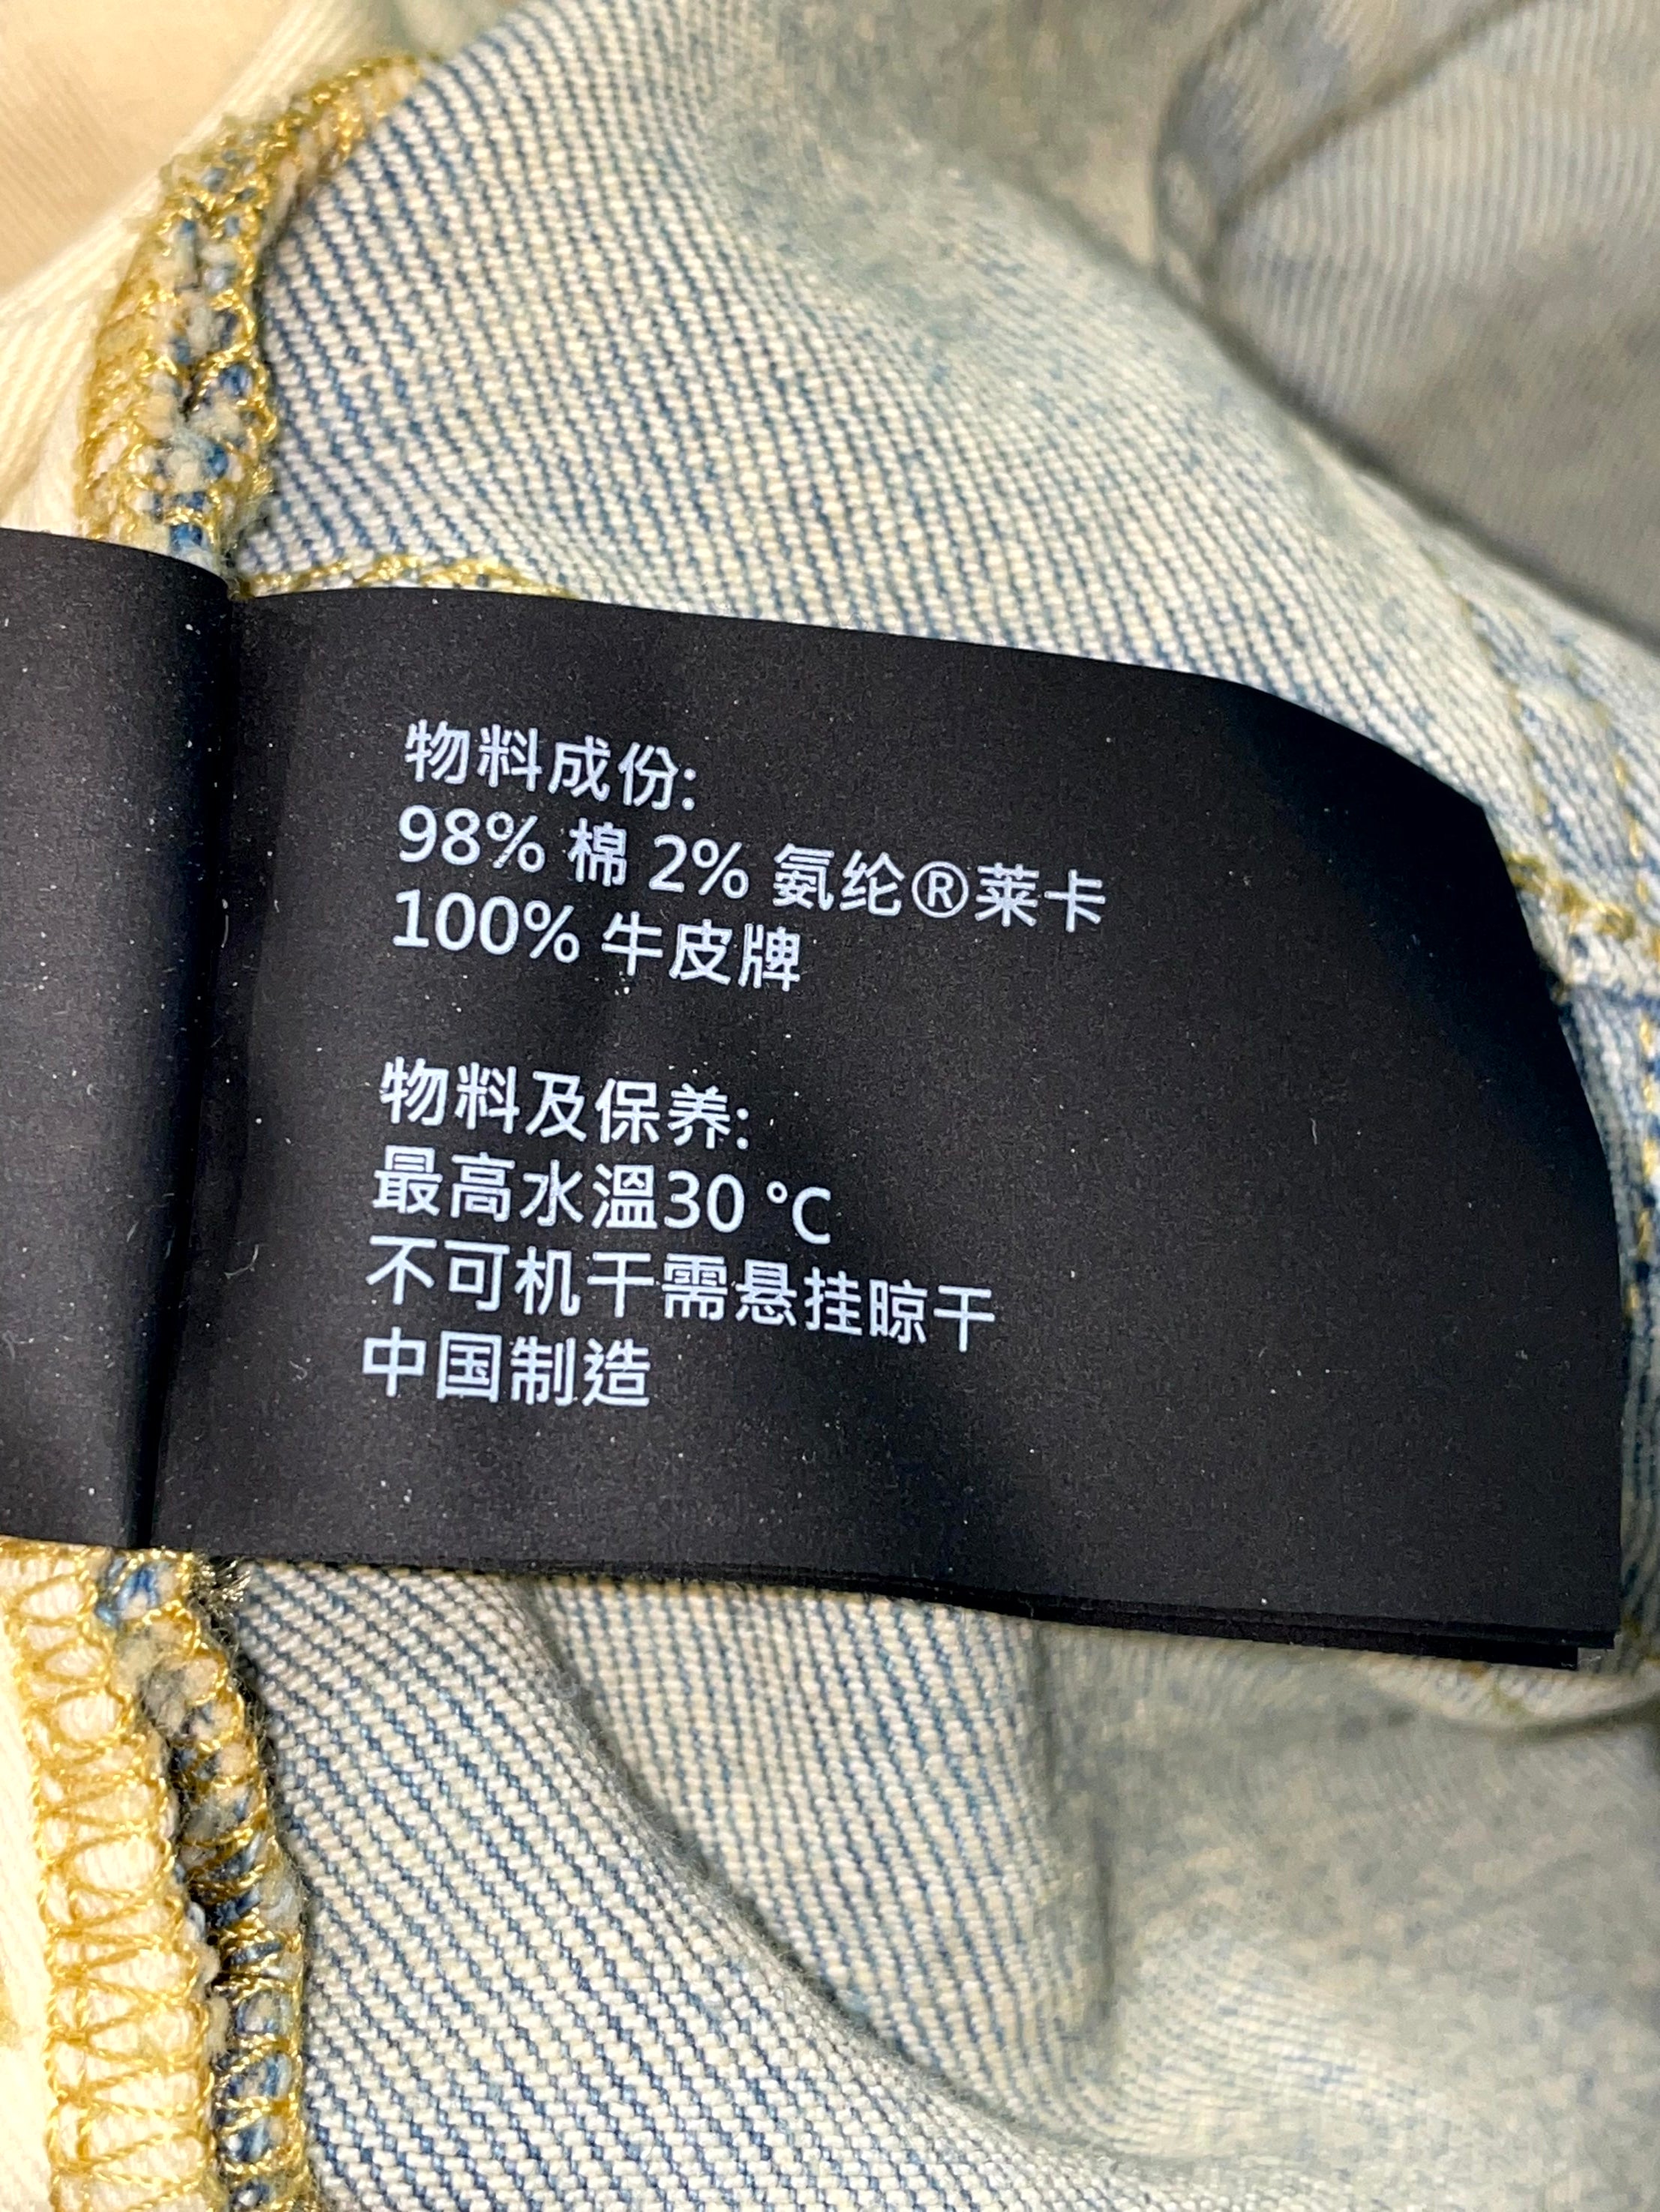 物料成份:
98% 棉 2% 氨纶®莱卡
100% 牛皮牌
物料及保养:
最高水溫30 °C
不可机干需悬挂晾干
中国制造